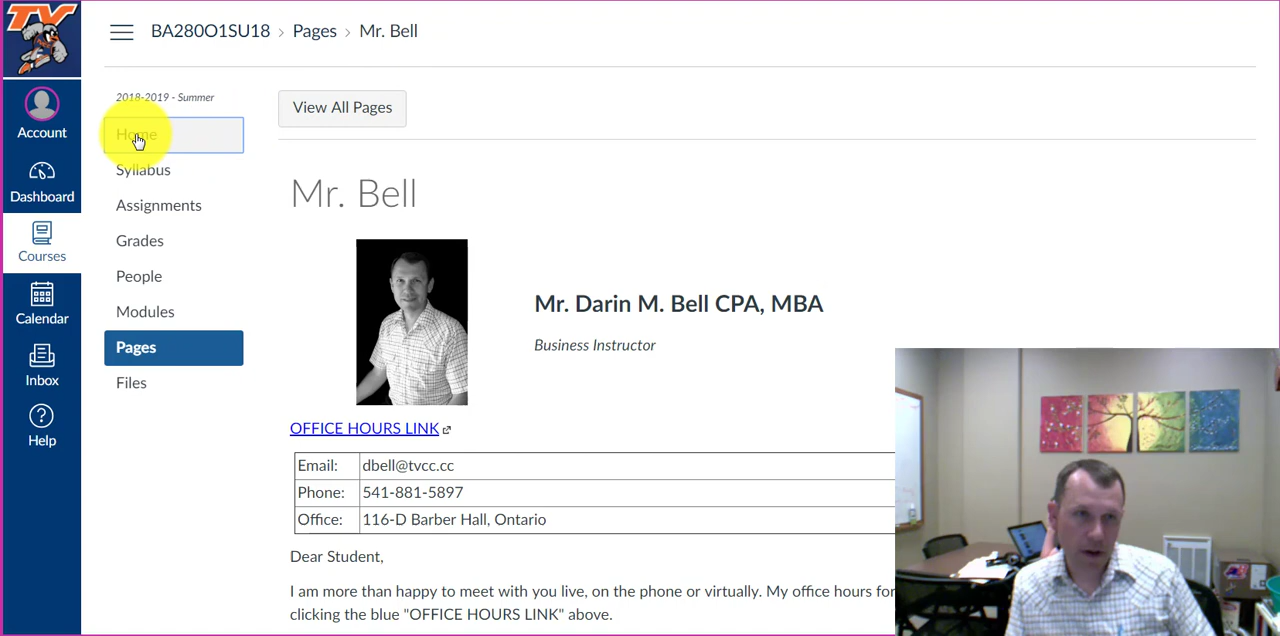 TV
BA280O1SU18 › Pages › Mr. Bell
Account
Dashboard
Courses
Calendar
Inbox
Help
2018-2019 - Summer
Home
Syllabus
Assignments
Grades
People
Modules
Pages
Files
View All Pages
Mr. Bell
Mr. Darin M. Bell CPA, MBA
Business Instructor
OFFICE HOURS LINK
Email: dbell@tvcc.cc
Phone: 541-881-5897
Office: 116-D Barber Hall, Ontario
Dear Student,
I am more than happy to meet with you live, on the phone or virtually. My office hours for
clicking the blue "OFFICE HOURS LINK" above.